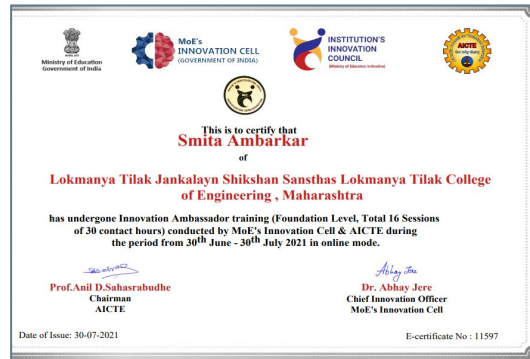 Ministry of Education
Government of India
MoE's
INNOVATION CELL
(GOVERNMENT OF INDIA)
INSTITUTION'S
INNOVATION
COUNCIL
(Ministry of Education Initiative)
AICTE
This is to certify that
Smita Ambarkar
of
Lokmanya Tilak Jankalayn Shikshan Sansthas Lokmanya Tilak College
of Engineering , Maharashtra
has undergone Innovation Ambassador training (Foundation Level, Total 16 Sessions
of 30 contact hours) conducted by MoE's Innovation Cell & AICTE during
the period from 30th June - 30th July 2021 in online mode.
Abhay Jere
Prof.Anil D.Sahasrabudhe
Chairman
AICTE
Dr. Abhay Jere
Chief Innovation Officer
MoE's Innovation Cell
Date of Issue: 30-07-2021
E-certificate No : 11597